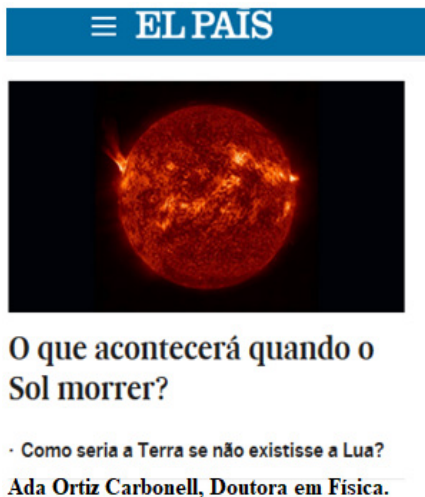 EL PAÍS
O que acontecerá quando o
Sol morrer?
· Como seria a Terra se não existisse a Lua?
Ada Ortiz Carbonell, Doutora em Física.